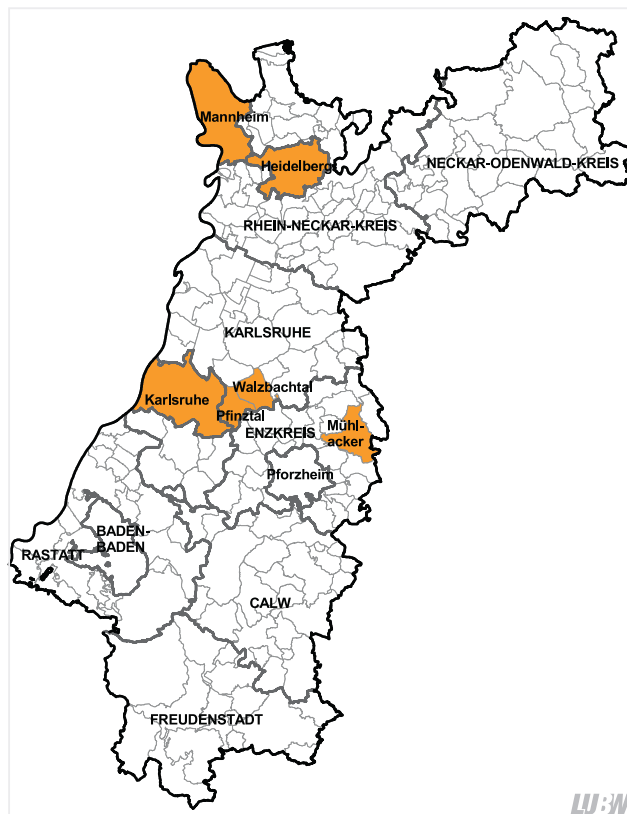 Mannheim
Heidelberg
NECKAR-ODENWALD-KREIS
RHEIN-NECKAR-KREIS
KARLSRUHE
Walzbachtal
Karlsruhe
Pfinztal
ENZKREIS
Mühl-
acker
Pforzheim
BADEN-
BADEN
RASTATT
CALW
FREUDENSTADT
LUBW